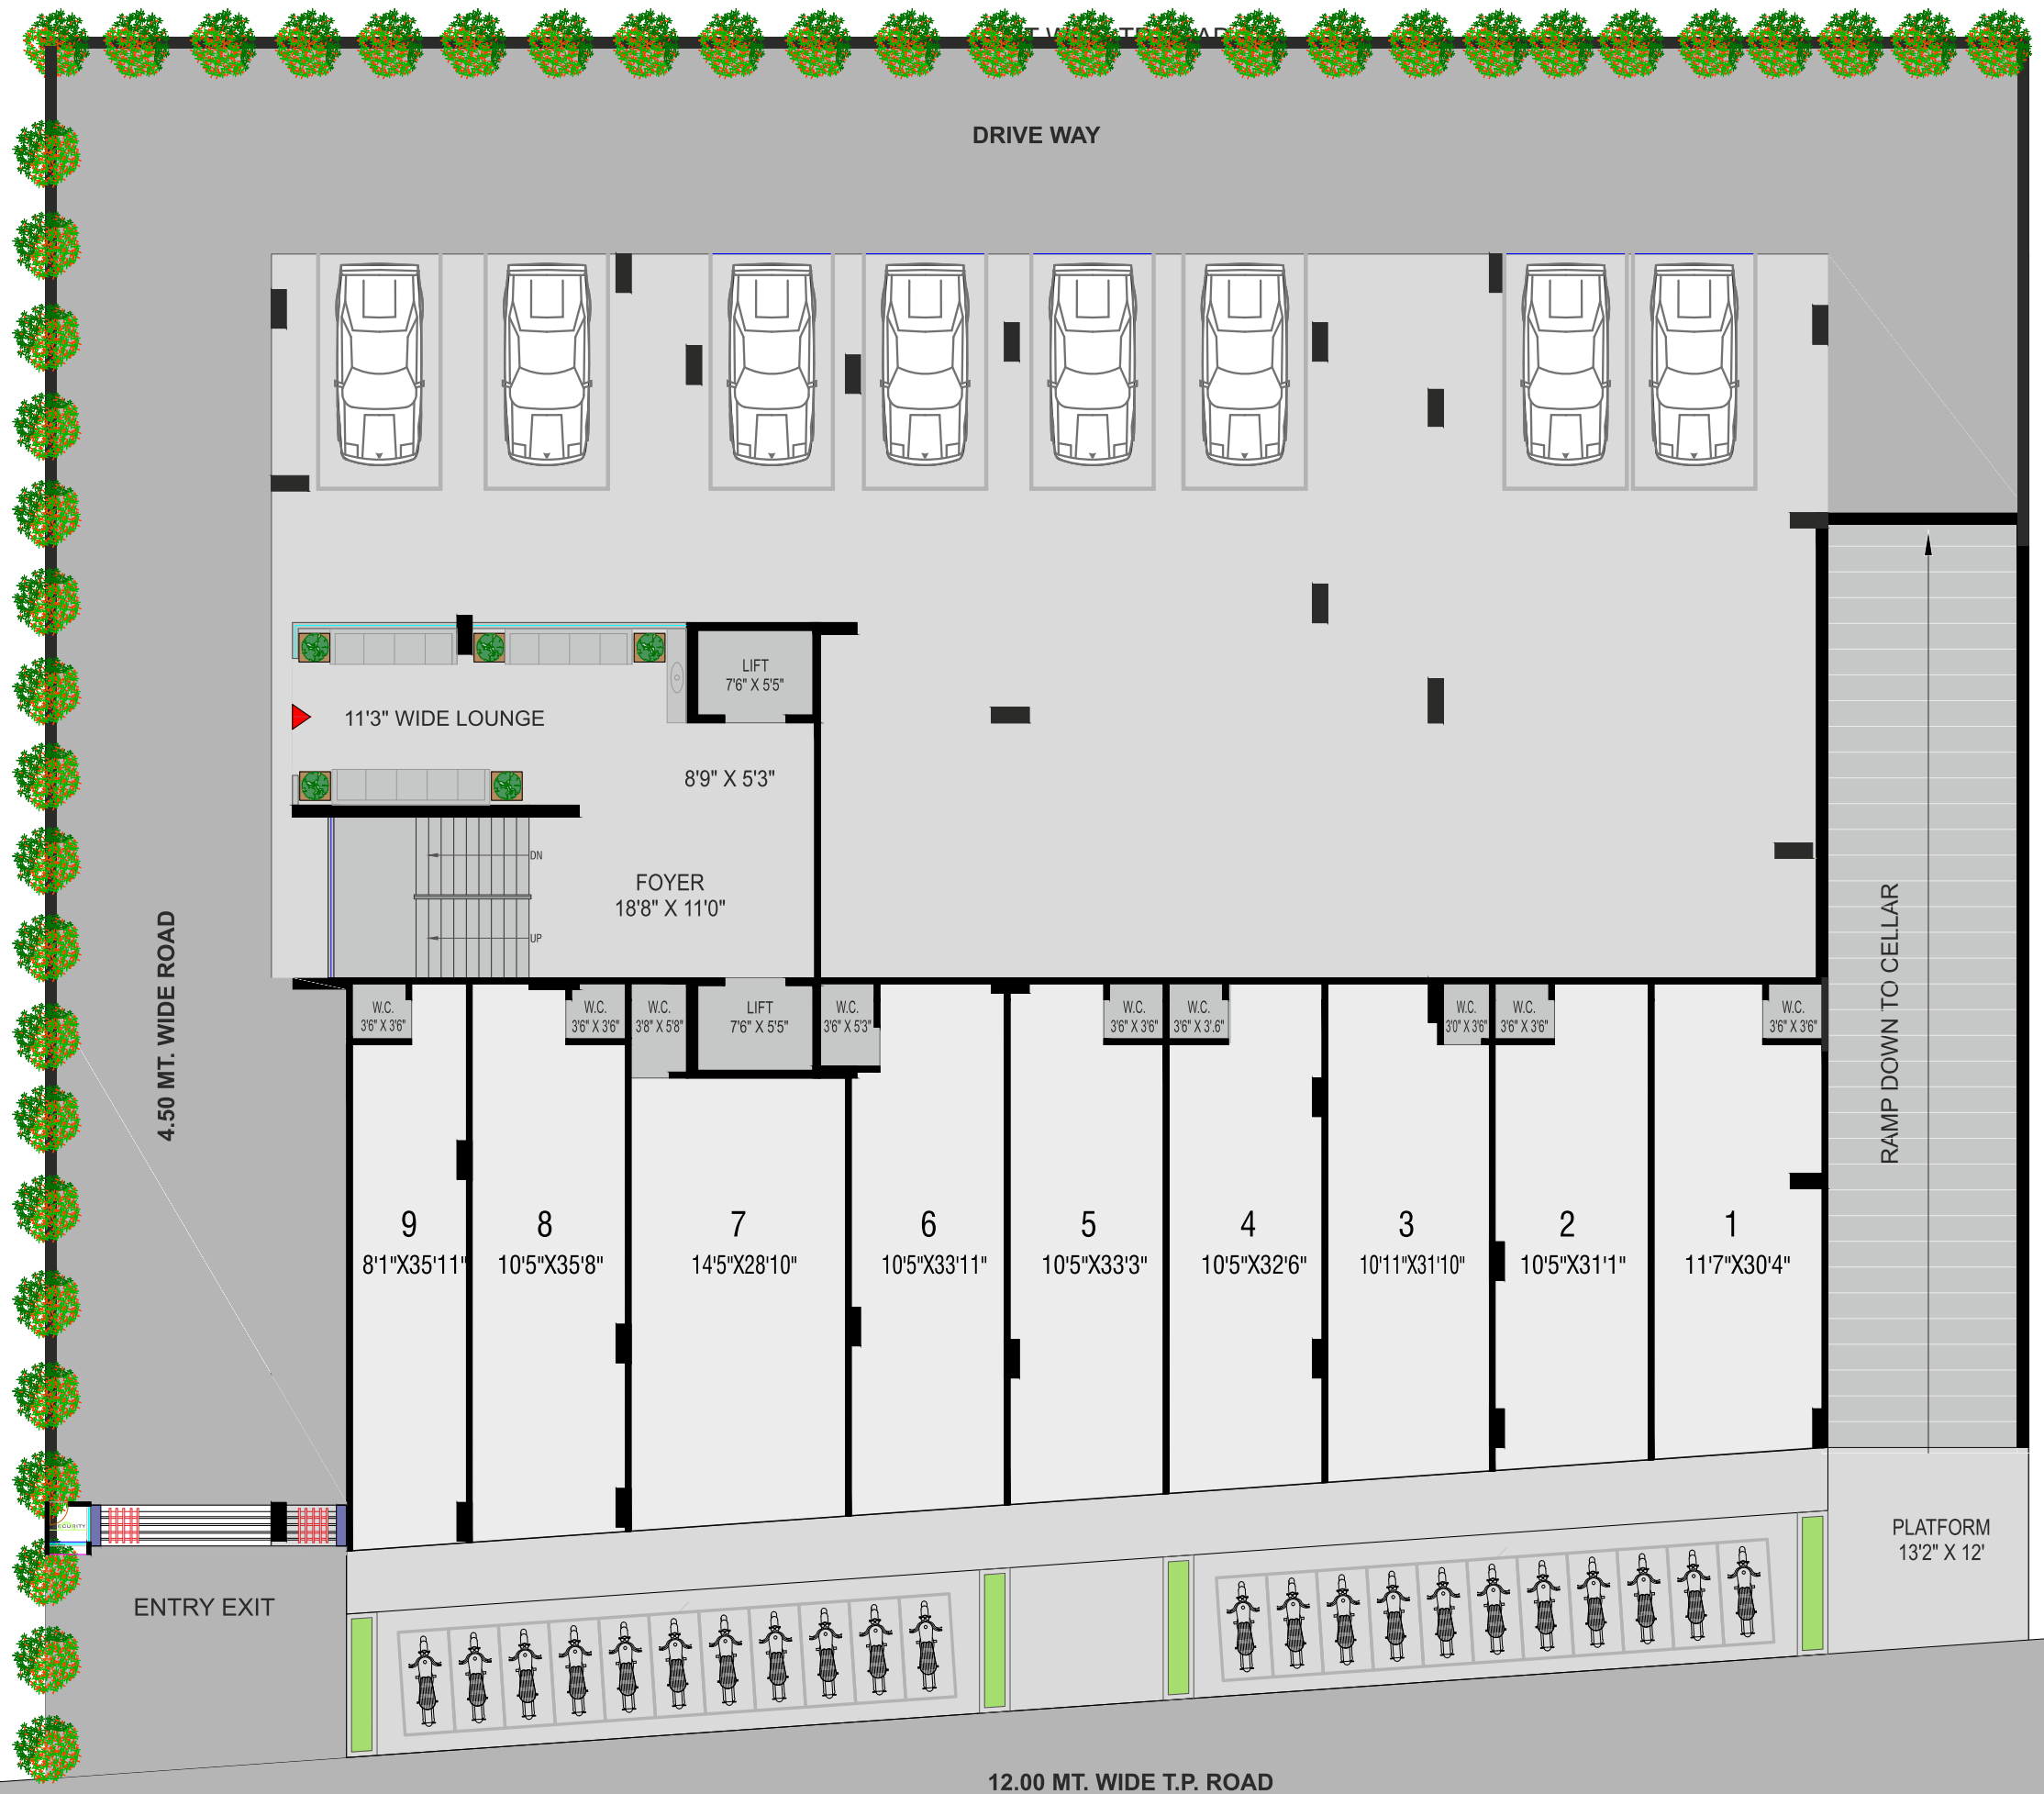 DRIVE WAY
LIFT
7'6" X 5'5"
11'3" WIDE LOUNGE
8'9" X 5'3"
DN
FOYER
18'8" X 11'0"
UP
4.50 MT. WIDE ROAD
RAMP DOWN TO CELLAR
W.C.
3'6" X 3'6"
W.C.
3'6" X 3'6"
W.C.
3'8" X 5'8"
LIFT
7'6" X 5'5"
W.C.
3'6" X 5'3"
W.C.
3'6" X 3'6"
W.C.
3'6" X 3'.6"
W.C.
3'0" X 3'6"
W.C.
3'6" X 3'6"
W.C.
3'6" X 3'6"
9
8'1"X35'11"
8
10'5"X35'8"
7
14'5"X28'10"
6
10'5"X33'11"
5
10'5"X33'3"
4
10'5"X32'6"
3
10'11"X31'10"
2
10'5"X31'1"
1
11'7"X30'4"
PLATFORM
13'2" X 12'
ENTRY EXIT
12.00 MT. WIDE T.P. ROAD